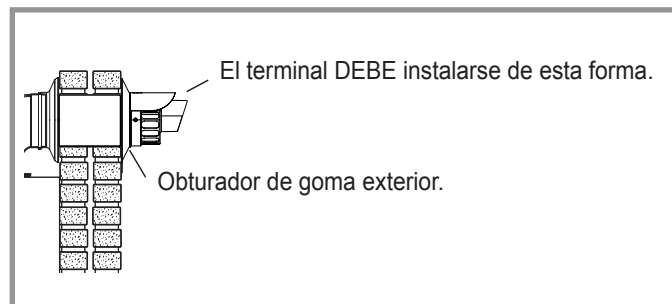 El terminal DEBE instalarse de esta forma.
Obturador de goma exterior.